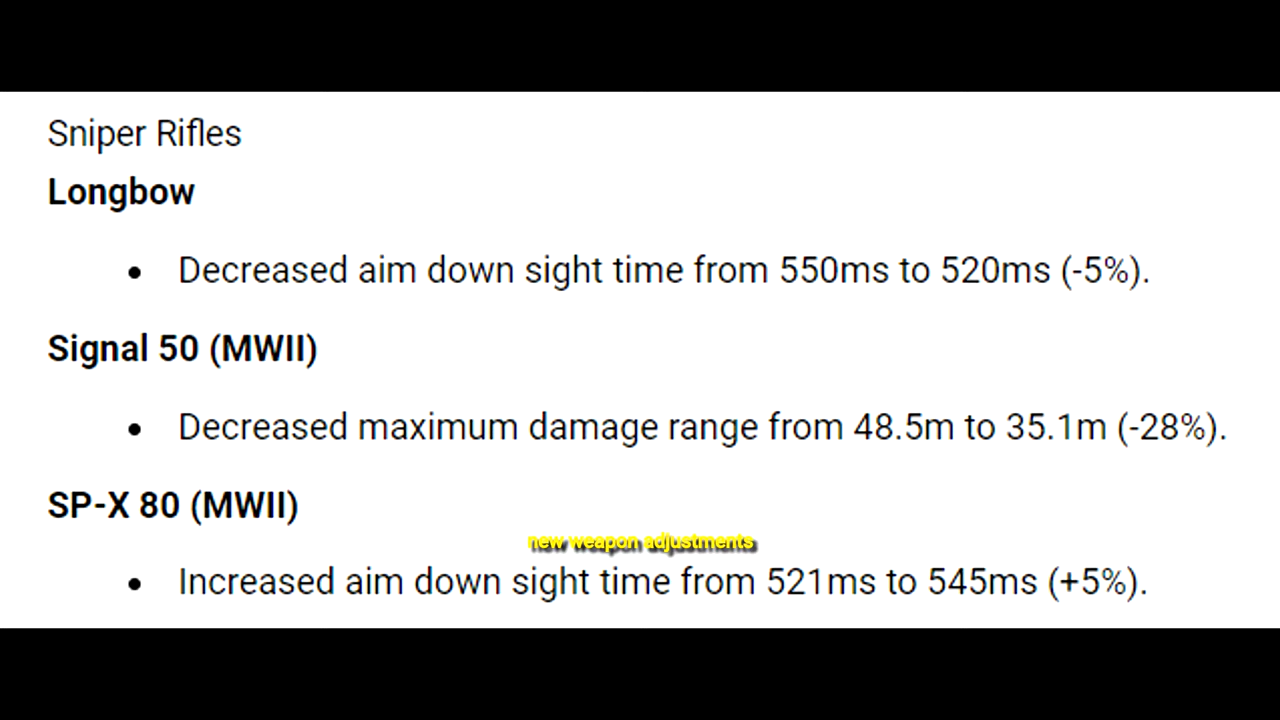 Sniper Rifles
Longbow
• Decreased aim down sight time from 550ms to 520ms (-5%).
Signal 50 (MWII)
• Decreased maximum damage range from 48.5m to 35.1m (-28%).
SP-X 80 (MWII)
new weapon adjustments
• Increased aim down sight time from 521ms to 545ms (+5%).